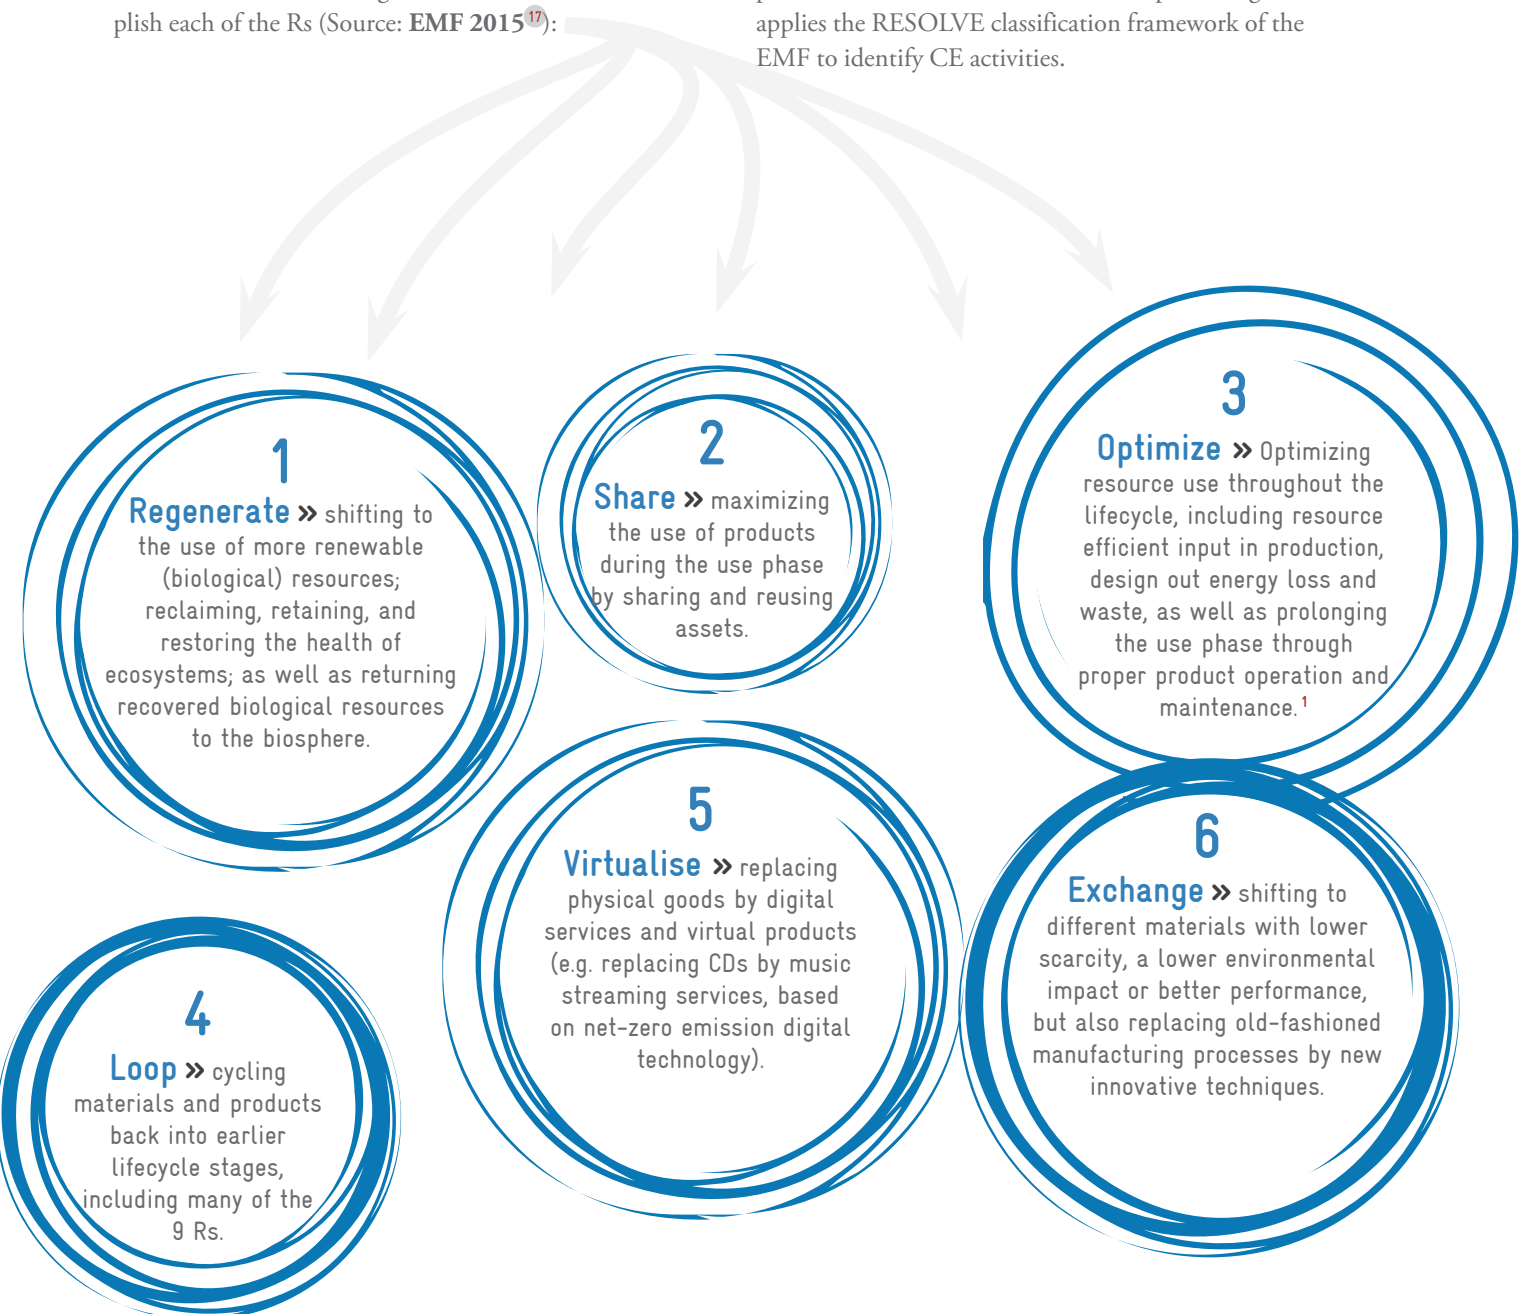 plish each of the Rs (Source: EMF 2015 17):
applies the RESOLVE classification framework of the
EMF to identify CE activities.
1
Regenerate » shifting to
the use of more renewable
(biological) resources;
reclaiming, retaining, and
restoring the health of
ecosystems; as well as returning
recovered biological resources
to the biosphere.
2
Share » maximizing
the use of products
during the use phase
by sharing and reusing
assets.
3
Optimize » Optimizing
resource use throughout the
lifecycle, including resource
efficient input in production,
design out energy loss and
waste, as well as prolonging
the use phase through
proper product operation and
maintenance. 1
4
Loop » cycling
materials and products
back into earlier
lifecycle stages,
including many of the
9 Rs.
5
Virtualise » replacing
physical goods by digital
services and virtual products
(e.g. replacing CDs by music
streaming services, based
on net-zero emission digital
technology).
6
Exchange » shifting to
different materials with lower
scarcity, a lower environmental
impact or better performance,
but also replacing old-fashioned
manufacturing processes by new
innovative techniques.